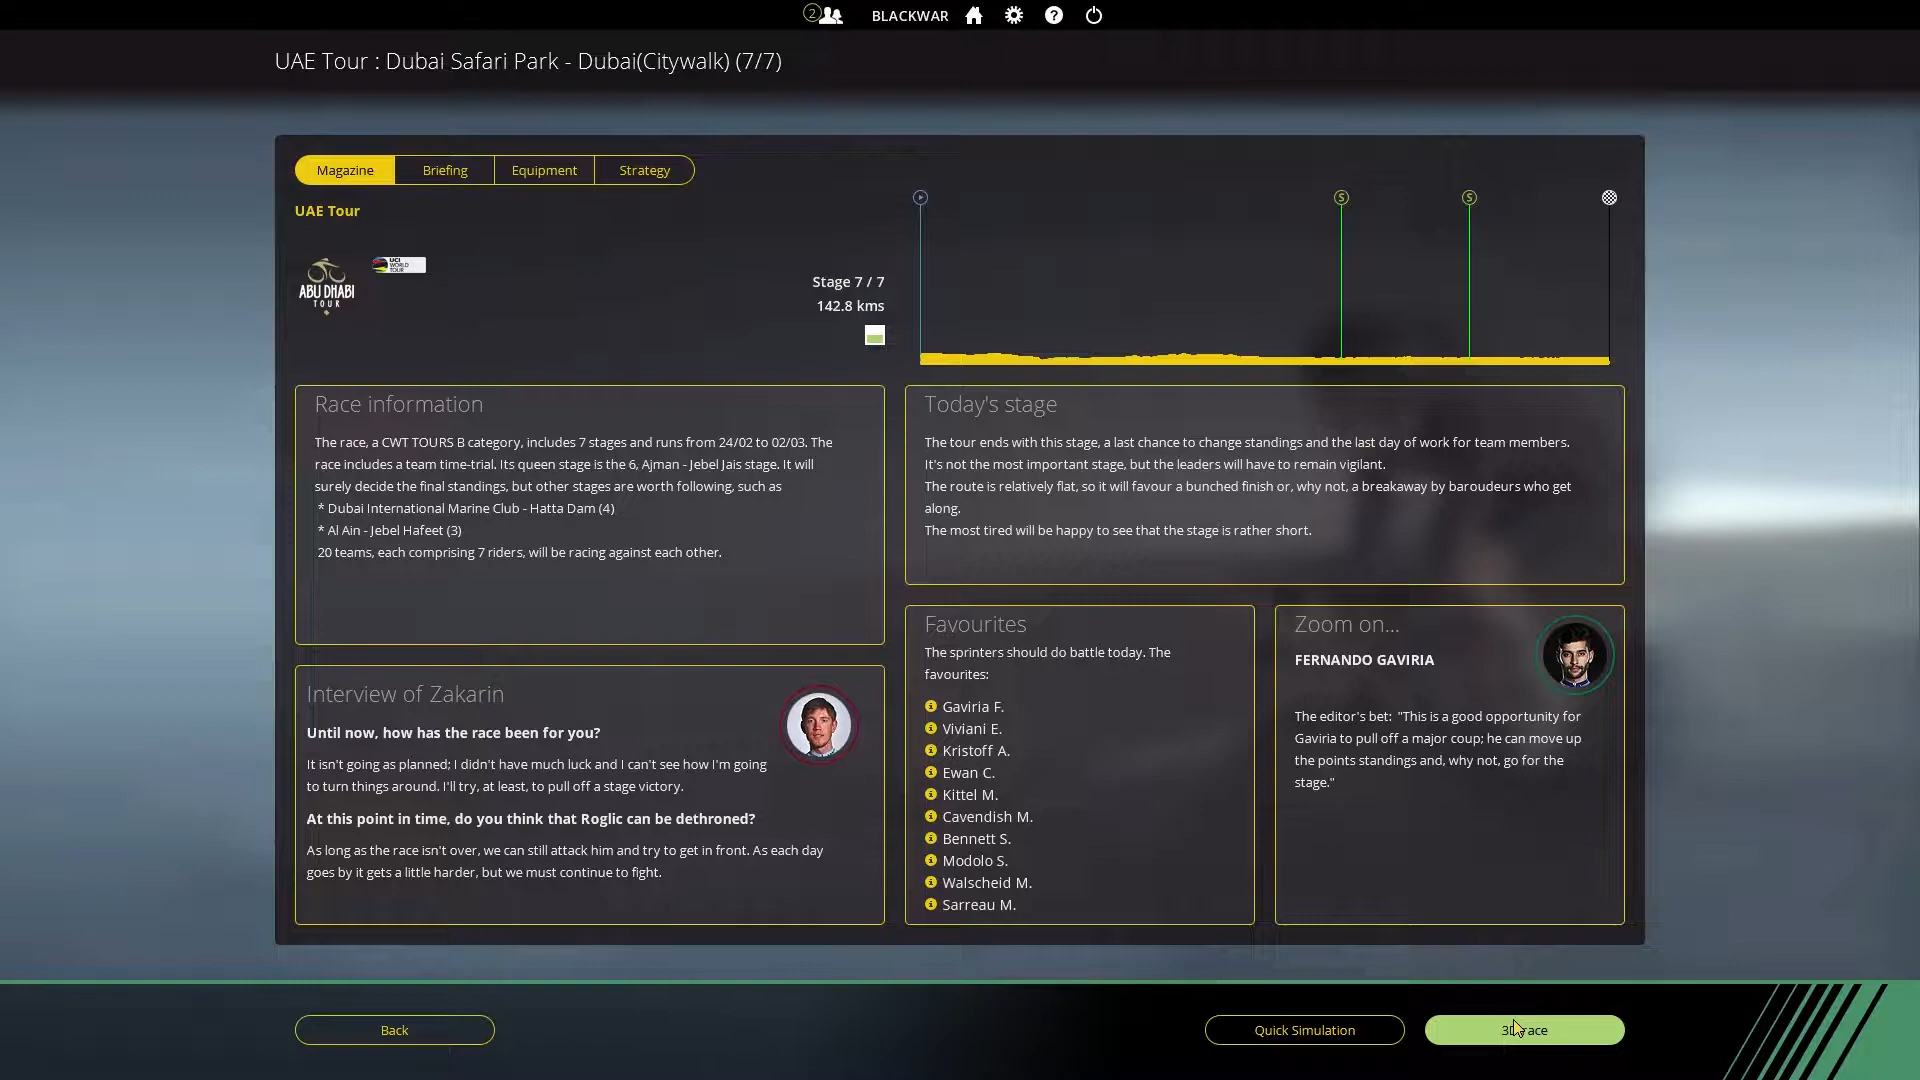 2
BLACKWAR
UAE Tour : Dubai Safari Park - Dubai(Citywalk) (7/7)
Magazine
Briefing
Equipment
Strategy
UAE Tour
ABU DHABI
TOUR
UCI
WORLD
TOUR
Stage 7 / 7
142.8 kms
S
S
Race information
The race, a CWT TOURS B category, includes 7 stages and runs from 24/02 to 02/03. The
race includes a team time-trial. Its queen stage is the 6, Ajman - Jebel Jais stage. It will
surely decide the final standings, but other stages are worth following, such as
* Dubai International Marine Club - Hatta Dam (4)
* Al Ain - Jebel Hafeet (3)
20 teams, each comprising 7 riders, will be racing against each other.
Today's stage
The tour ends with this stage, a last chance to change standings and the last day of work for team members.
It's not the most important stage, but the leaders will have to remain vigilant.
The route is relatively flat, so it will favour a bunched finish or, why not, a breakaway by baroudeurs who get
along.
The most tired will be happy to see that the stage is rather short.
Interview of Zakarin
Until now, how has the race been for you?
It isn't going as planned; I didn't have much luck and I can't see how I'm going
to turn things around. I'll try, at least, to pull off a stage victory.
At this point in time, do you think that Roglic can be dethroned?
As long as the race isn't over, we can still attack him and try to get in front. As each day
goes by it gets a little harder, but we must continue to fight.
Favourites
The sprinters should do battle today. The
favourites:
Gaviria F.
Viviani E.
Kristoff A.
Ewan C.
Kittel M.
Cavendish M.
Bennett S.
Modolo S.
Walscheid M.
Sarreau M.
Zoom on...
FERNANDO GAVIRIA
The editor's bet: "This is a good opportunity for
Gaviria to pull off a major coup; he can move up
the points standings and, why not, go for the
stage."
Back
Quick Simulation
3D race